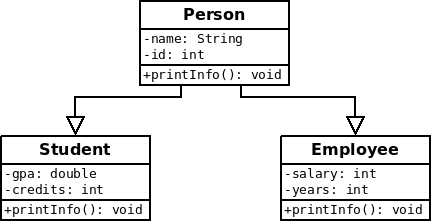 Person
-name: String
-id: int
+printInfo(): void
Student
-gpa: double
-credits: int
+printInfo(): void
Employee
-salary: int
-years: int
+printInfo(): void